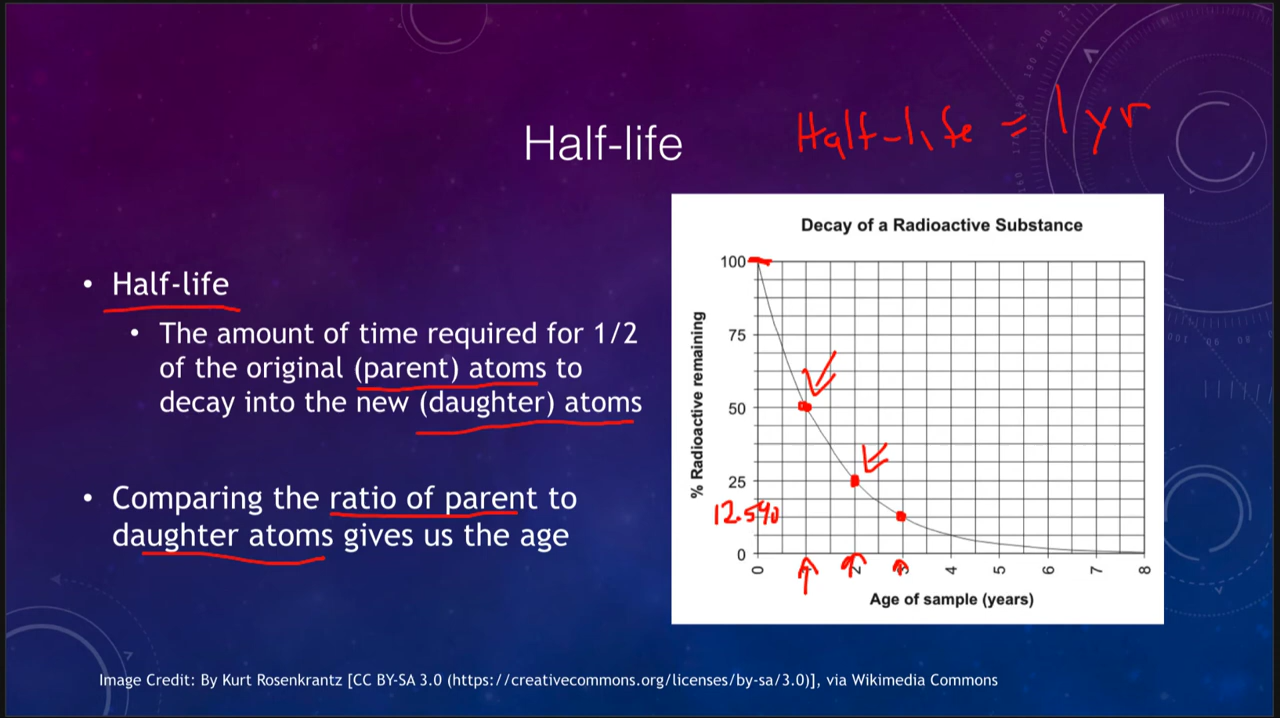 Half-life
Half-life = 1 yr
• Half-life
• The amount of time required for 1/2
of the original (parent) atoms to
decay into the new (daughter) atoms
• Comparing the ratio of parent to
daughter atoms gives us the age
Decay of a Radioactive Substance
% Radioactive remaining
100
75
50
25
12.5%
0
0 1 2 3 4 5 6 7 8
Age of sample (years)
Image Credit: By Kurt Rosenkrantz [CC BY-SA 3.0 (https://creativecommons.org/licenses/by-sa/3.0)], via Wikimedia Commons